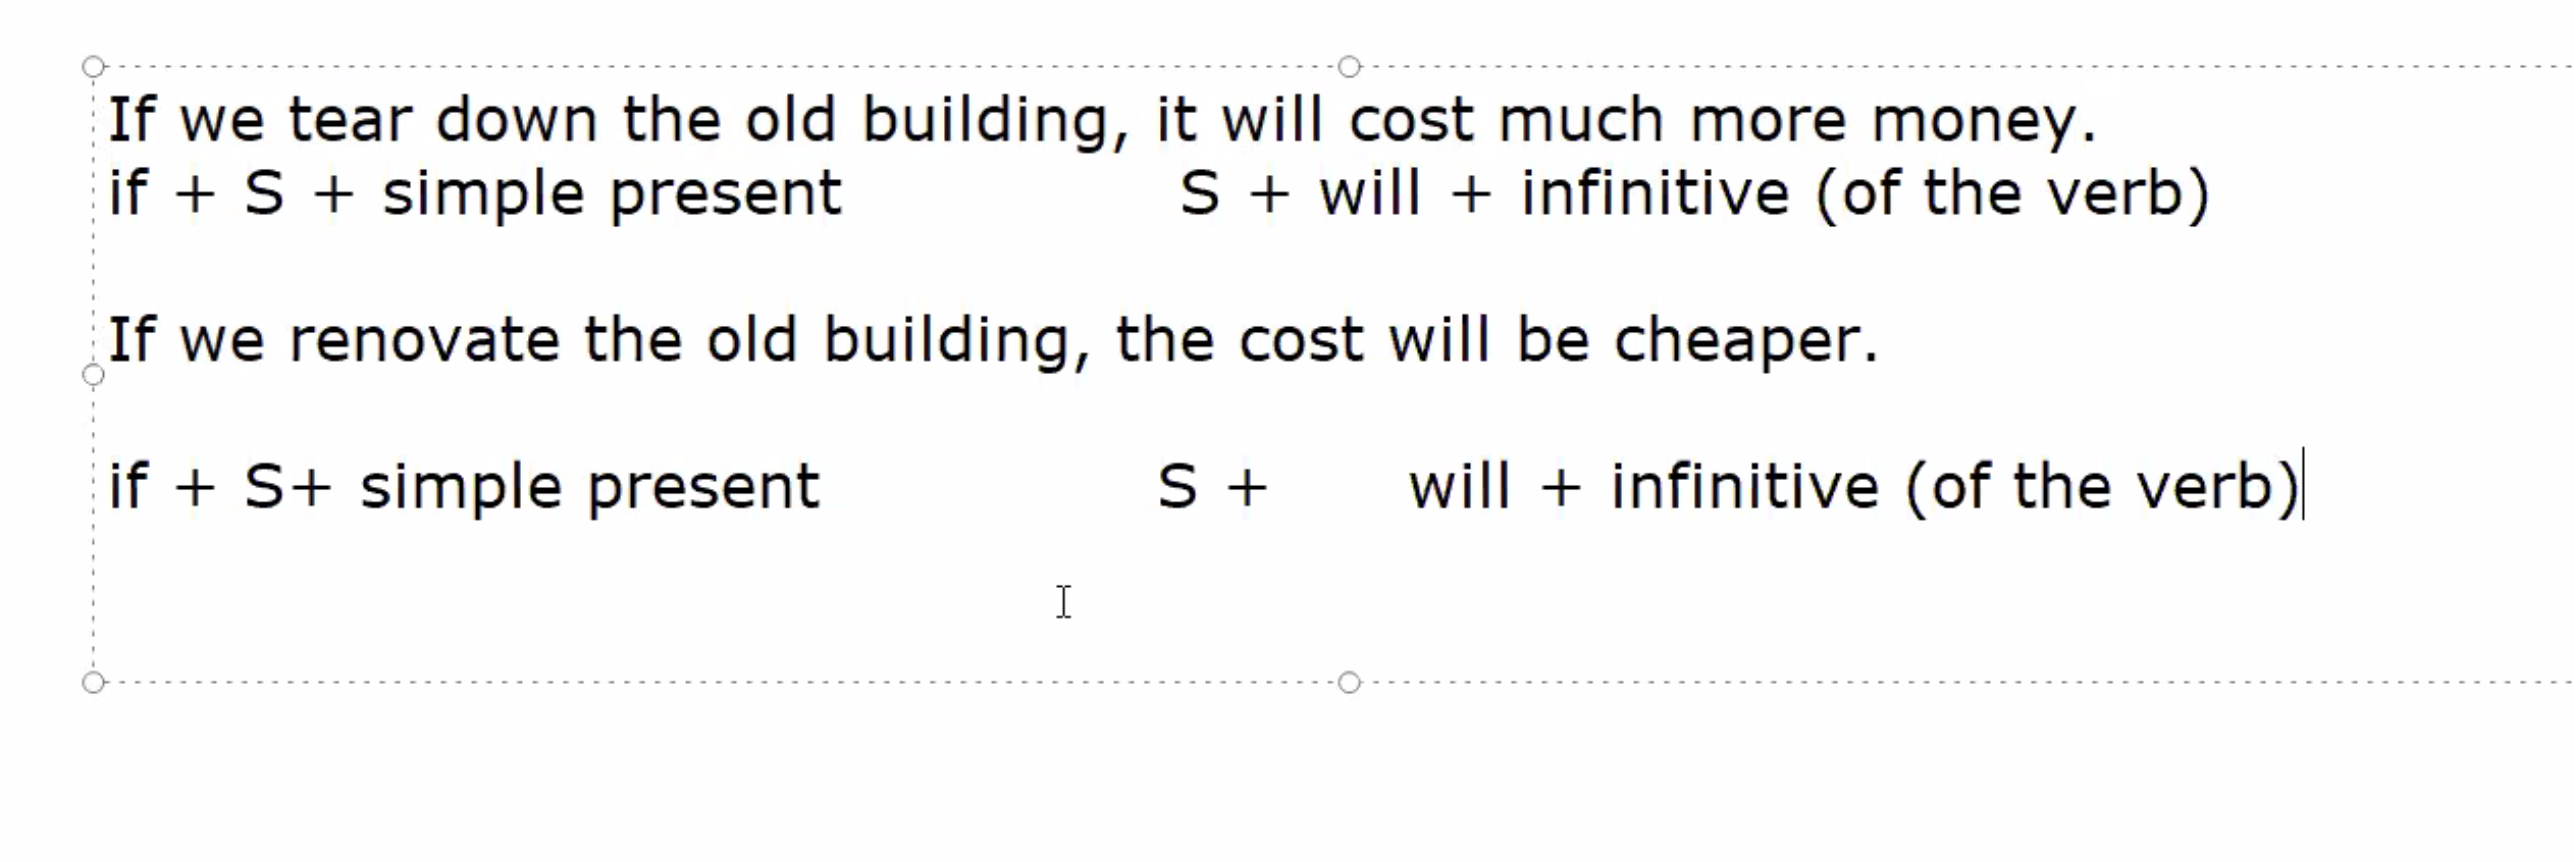 If we tear down the old building, it will cost much more money.
if + S + simple present S + will + infinitive (of the verb)
If we renovate the old building, the cost will be cheaper.
if + S+ simple present S + will + infinitive (of the verb)